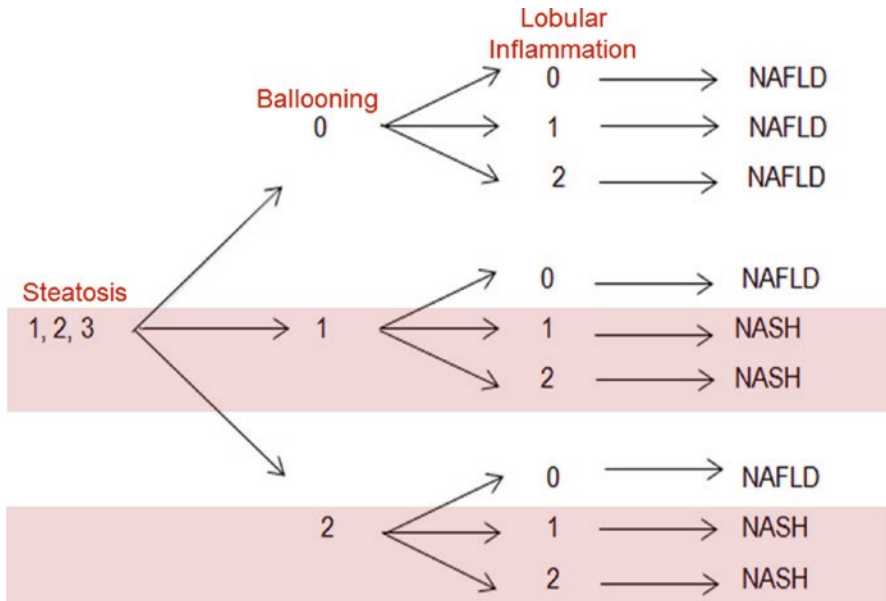 Lobular
Inflammation
0 NAFLD
Ballooning
0 1 NAFLD
2 NAFLD
0 NAFLD
Steatosis
1, 2, 3 1 1 NASH
2 NASH
0 NAFLD
2 1 NASH
2 NASH